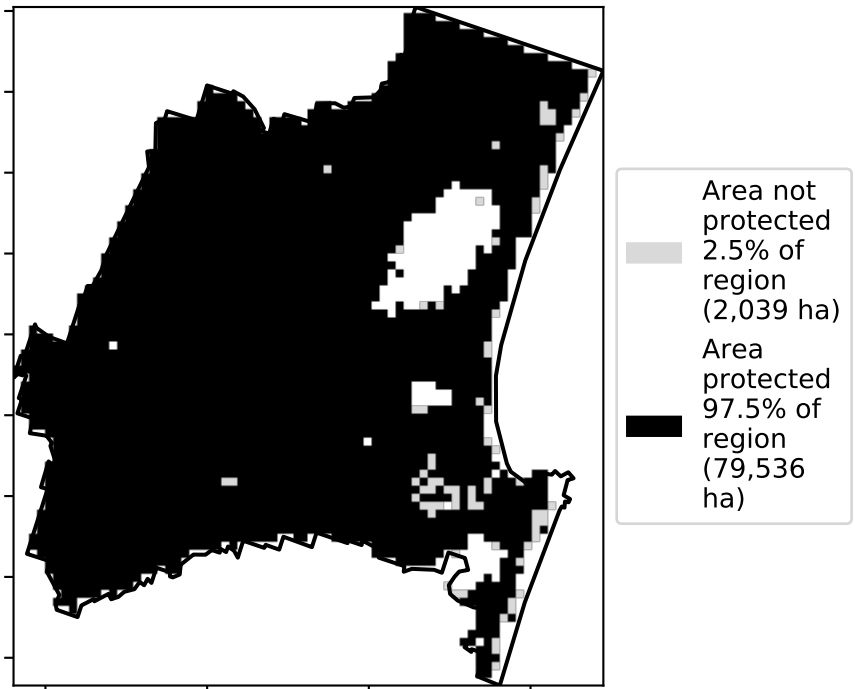 Area not
protected
2.5% of
region
(2,039 ha)
Area
protected
97.5% of
region
(79,536
ha)